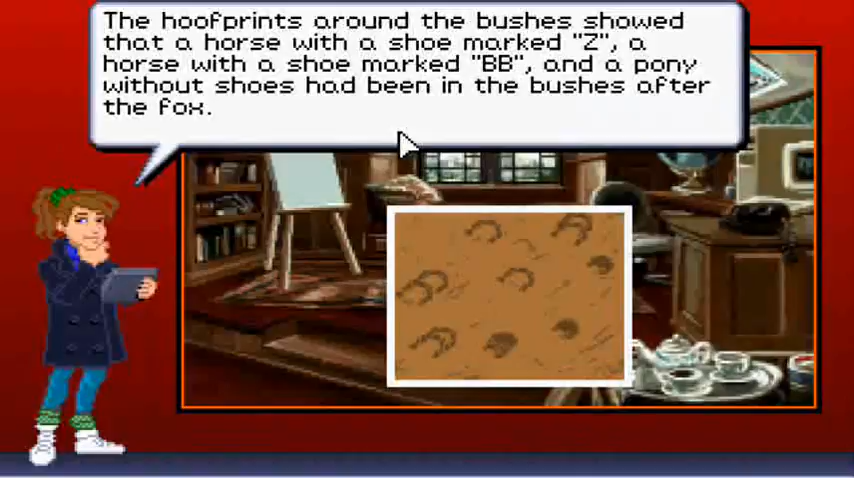 The hoofprints around the bushes showed
that a horse with a shoe marked "Z", a
horse with a shoe marked "BB", and a pony
without shoes had been in the bushes after
the fox.